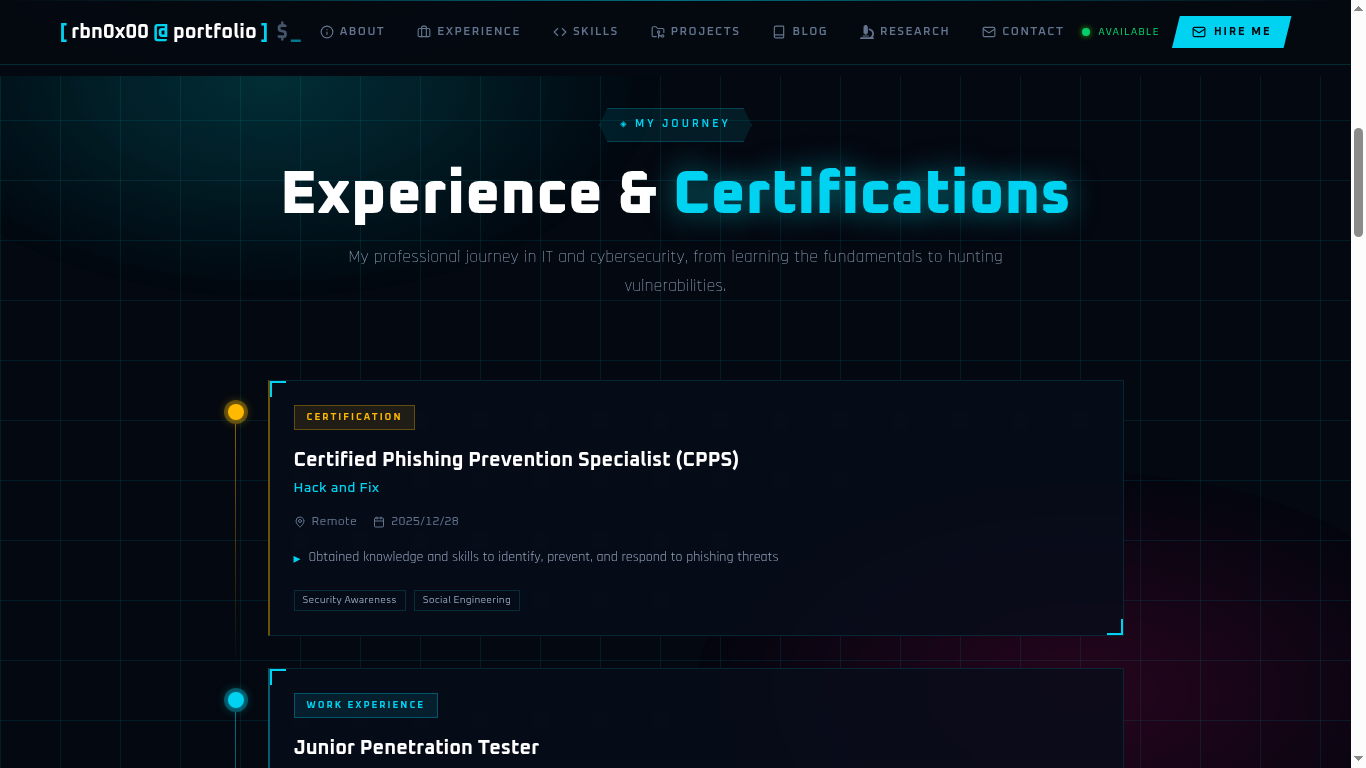 [ rbn0x00 @ portfolio ] $_ ABOUT EXPERIENCE SKILLS PROJECTS BLOG RESEARCH CONTACT AVAILABLE HIRE ME
MY JOURNEY
Experience & Certifications
My professional journey in IT and cybersecurity, from learning the fundamentals to hunting
vulnerabilities.
CERTIFICATION
Certified Phishing Prevention Specialist (CPPS)
Hack and Fix
Remote 2025/12/28
Obtained knowledge and skills to identify, prevent, and respond to phishing threats
Security Awareness Social Engineering
WORK EXPERIENCE
Junior Penetration Tester